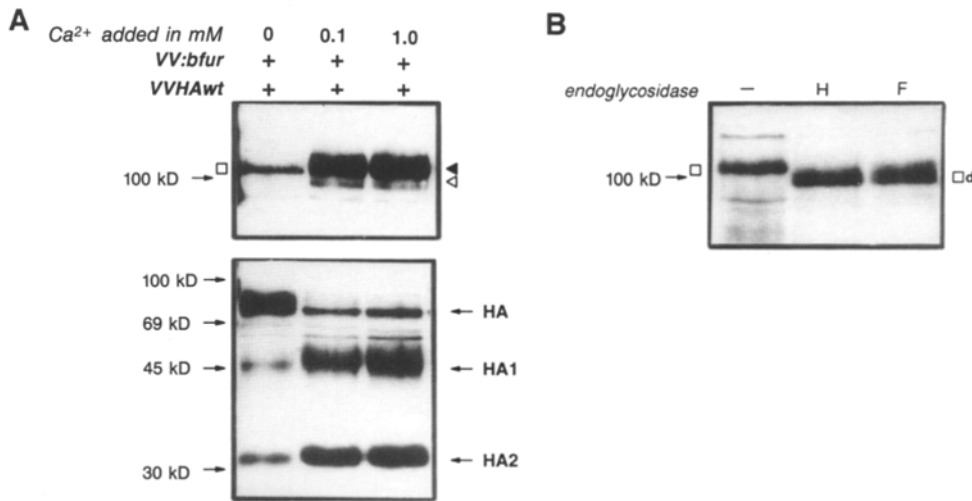 A
Ca²⁺ added in mM 0 0.1 1.0
VV:bfur + + +
VVHAwt + + +
100 kD
100 kD
HA
69 kD
45 kD
HA1
HA2
30 kD
B
endoglycosidase – H F
100 kD
d